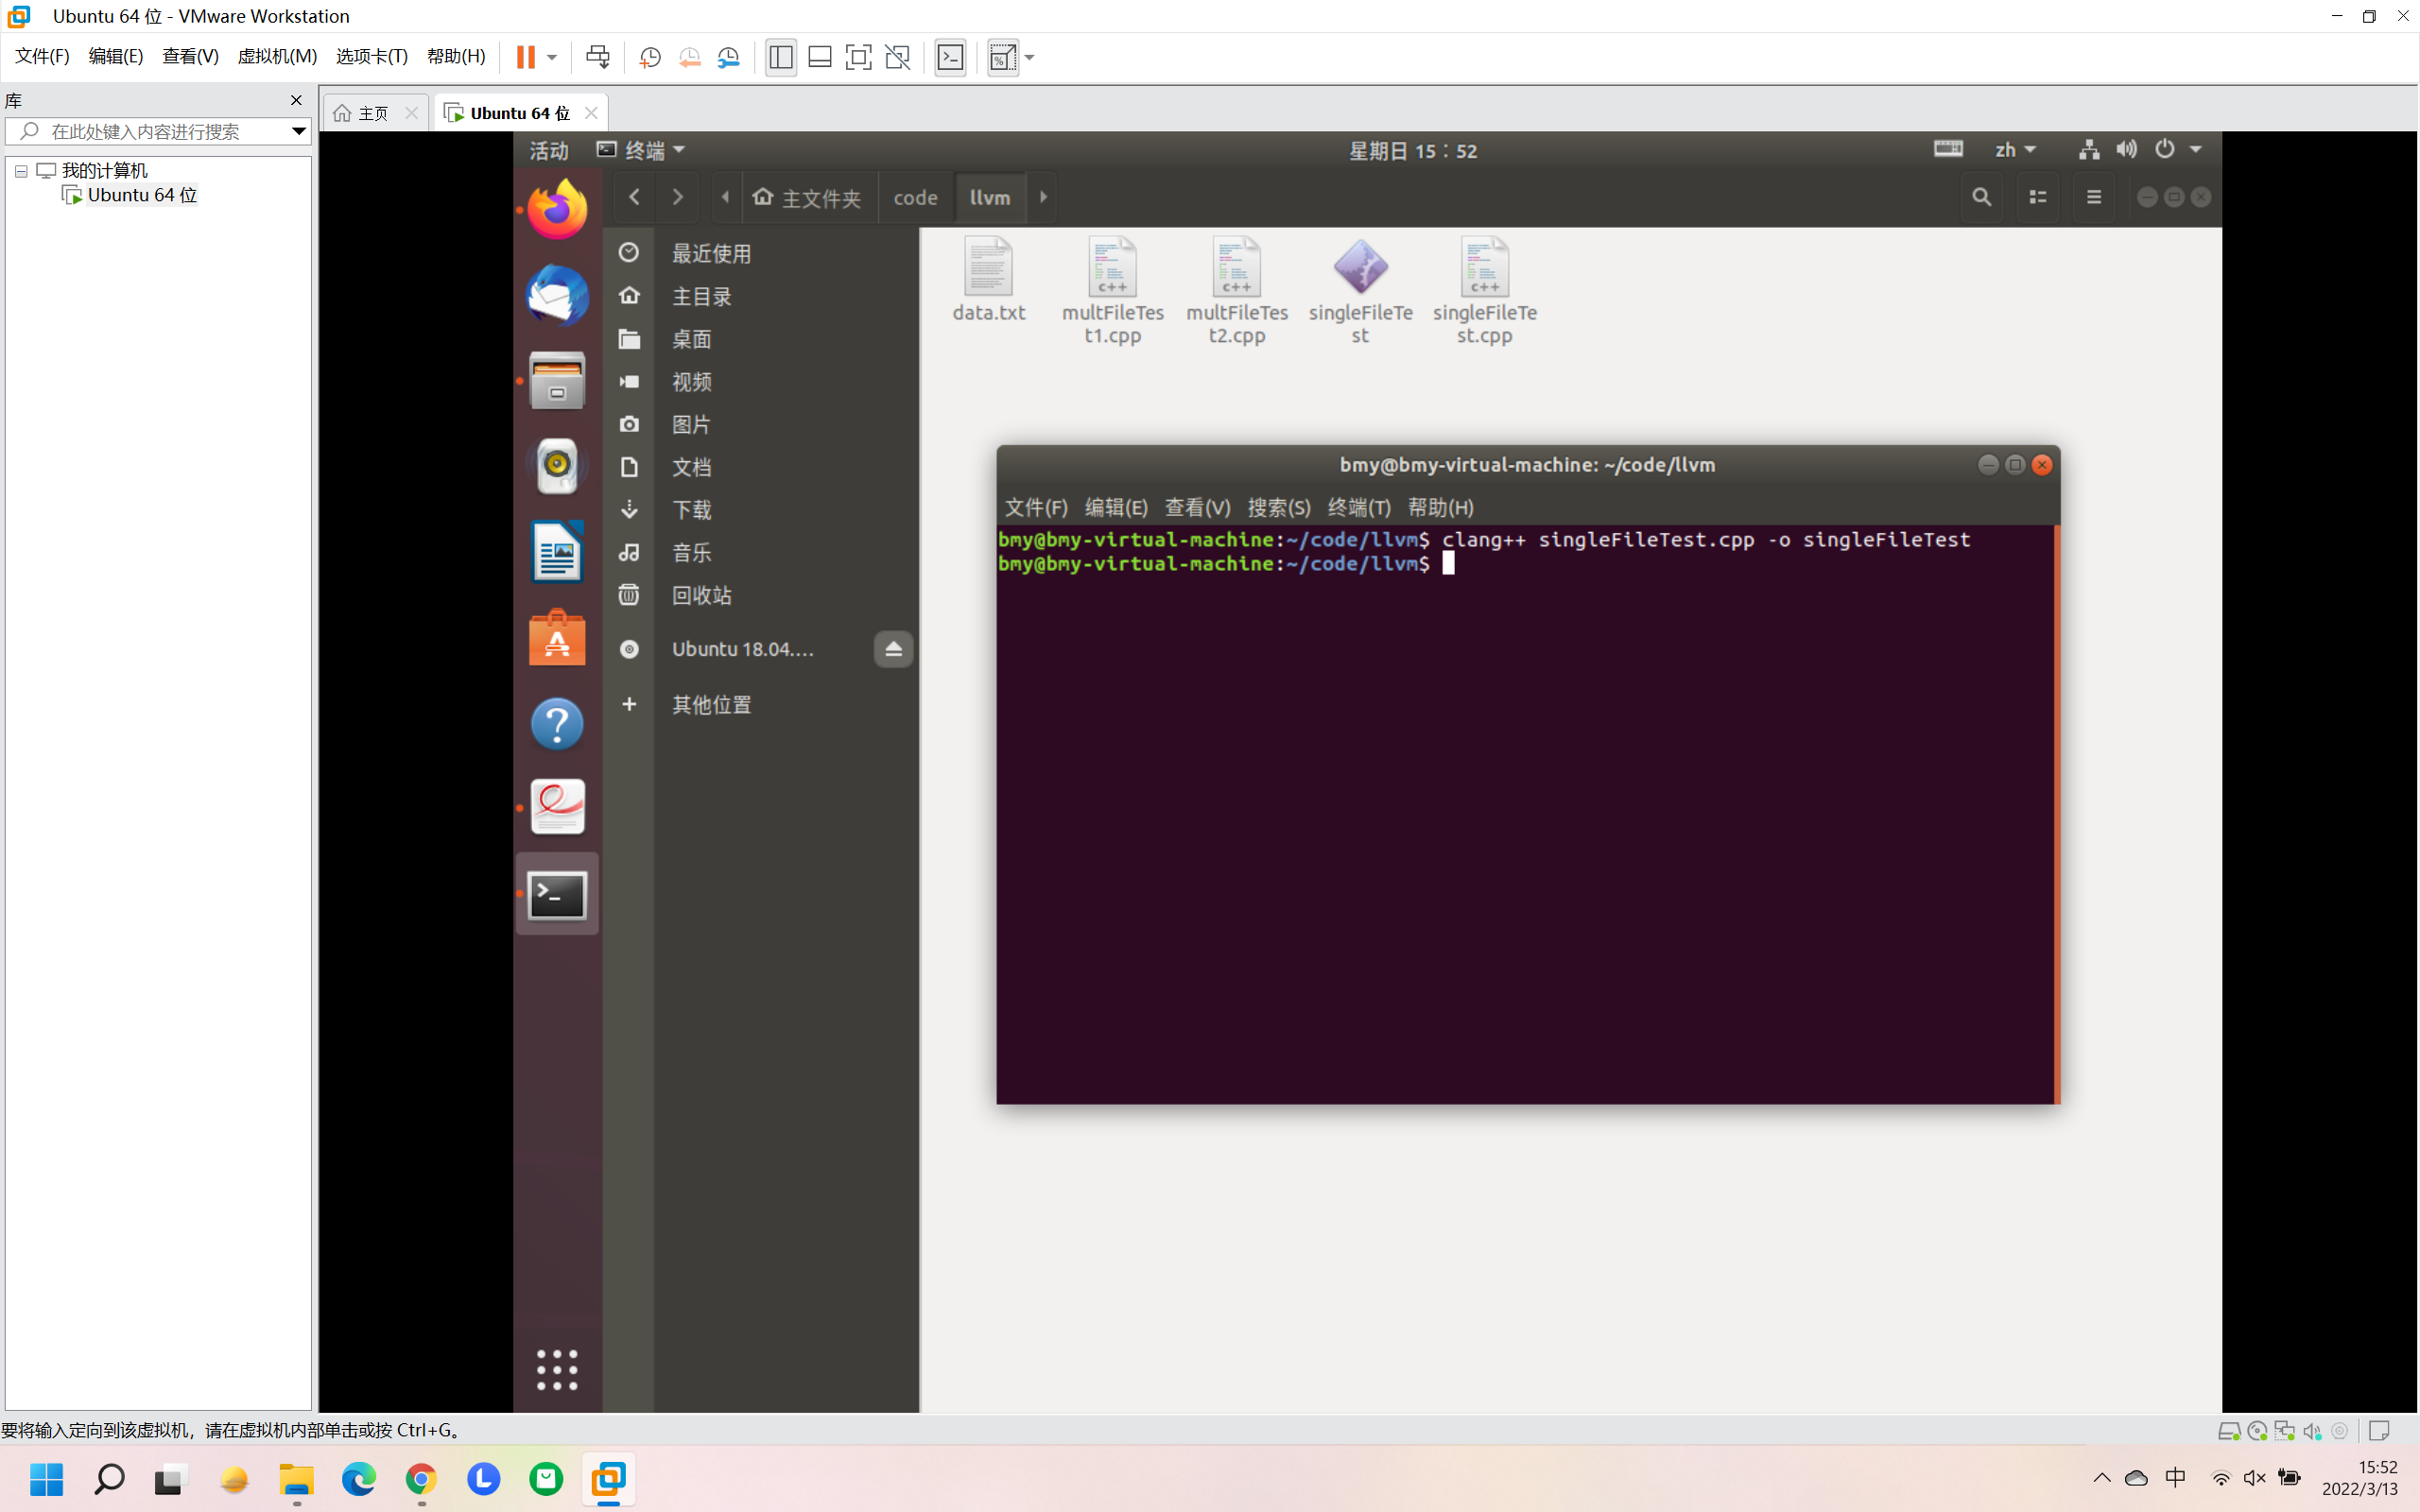 Ubuntu 64 位 - VMware Workstation
文件(F) 编辑(E) 查看(V) 虚拟机(M) 选项卡(T) 帮助(H)
库
在此处键入内容进行搜索
我的计算机
Ubuntu 64 位
主页
Ubuntu 64 位
活动 终端 星期日 15：52 zh
主文件夹 code llvm
最近使用
主目录
桌面
视频
图片
文档
下载
音乐
回收站
Ubuntu 18.04....
其他位置
data.txt
multFileTes
t1.cpp
multFileTes
t2.cpp
singleFileTe
st
singleFileTe
st.cpp
c++
c++
c++
bmy@bmy-virtual-machine: ~/code/llvm
文件(F) 编辑(E) 查看(V) 搜索(S) 终端(T) 帮助(H)
bmy@bmy-virtual-machine:~/code/llvm$ clang++ singleFileTest.cpp -o singleFileTest
bmy@bmy-virtual-machine:~/code/llvm$
要将输入定向到该虚拟机，请在虚拟机内部单击或按 Ctrl+G。
中
15:52
2022/3/13